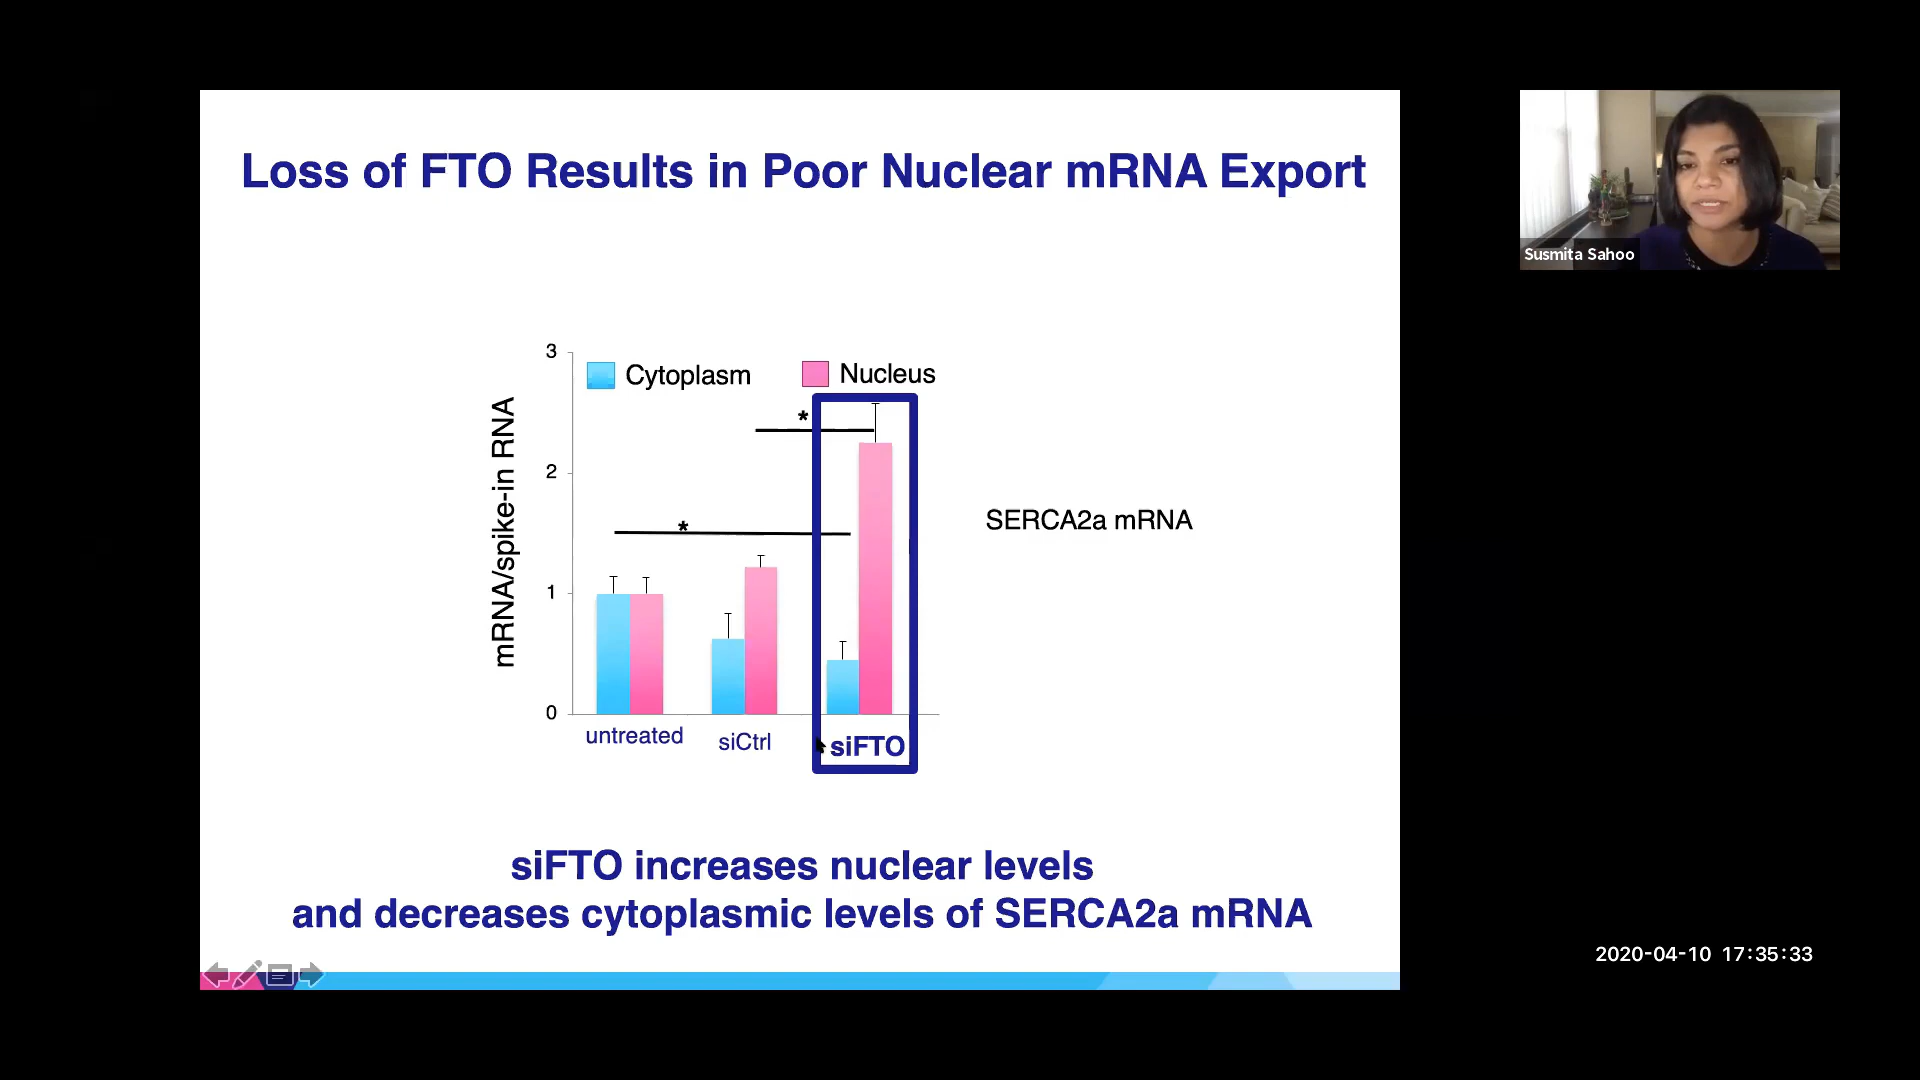 Loss of FTO Results in Poor Nuclear mRNA Export
Susmita Sahoo
3
Cytoplasm
Nucleus
*
2
*
1
0
mRNA/spike-in RNA
SERCA2a mRNA
untreated
siCtrl
siFTO
siFTO increases nuclear levels
and decreases cytoplasmic levels of SERCA2a mRNA
2020-04-10 17:35:33